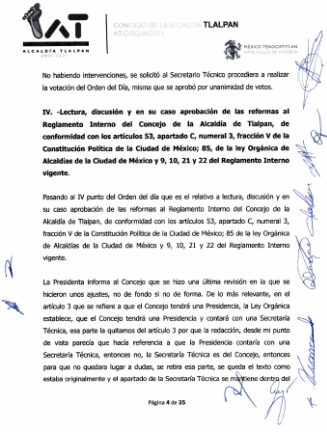 ALCALDÍA TLALPAN
CONCEJO DE LA ALCALDÍA TLALPAN
MÉXICO TENOCHTITLAN
SIETE SIGLOS DE HISTORIA
No habiendo intervenciones, se solicitó al Secretario Técnico procediera a realizar
la votación del Orden del Día, misma que se aprobó por unanimidad de votos.
IV. -Lectura, discusión y en su caso aprobación de las reformas al
Reglamento Interno del Concejo de la Alcaldía de Tlalpan, de
conformidad con los artículos 53, apartado C, numeral 3, fracción V de la
Constitución Política de la Ciudad de México; 85, de la ley Orgánica de
Alcaldías de la Ciudad de México y 9, 10, 21 y 22 del Reglamento Interno
vigente.
Pasando al IV punto del Orden del día que es el relativo a lectura, discusión y en
su caso aprobación de las reformas al Reglamento Interno del Concejo de la
Alcaldía de Tlalpan, de conformidad con los artículos 53, apartado C, numeral 3,
fracción V de la Constitución Política de la Ciudad de México; 85 de la ley Orgánica
de Alcaldías de la Ciudad de México y 9, 10, 21 y 22 del Reglamento Interno
vigente.
La Presidenta informa al Concejo que se hizo una última revisión en la que se
hicieron unos ajustes, no de fondo si no de forma. De lo más relevante, en el
artículo 3 que se refiere a que el Concejo tendrá una Presidencia, la Ley Orgánica
establece, que el Concejo tendrá una Presidencia y contará con una Secretaría
Técnica, esa parte la quitamos del artículo 3 por la redacción, desde mi punto
de vista parecía que hacía referencia a que la Presidencia contaría con una
Secretaría Técnica, entonces no, la Secretaría Técnica es del Concejo, entonces
para que no quedara lugar a dudas, se retira esa parte, se queda el texto como
estaba originalmente y el apartado de la Secretaría Técnica se mantiene dentro del
Página 4 de 35